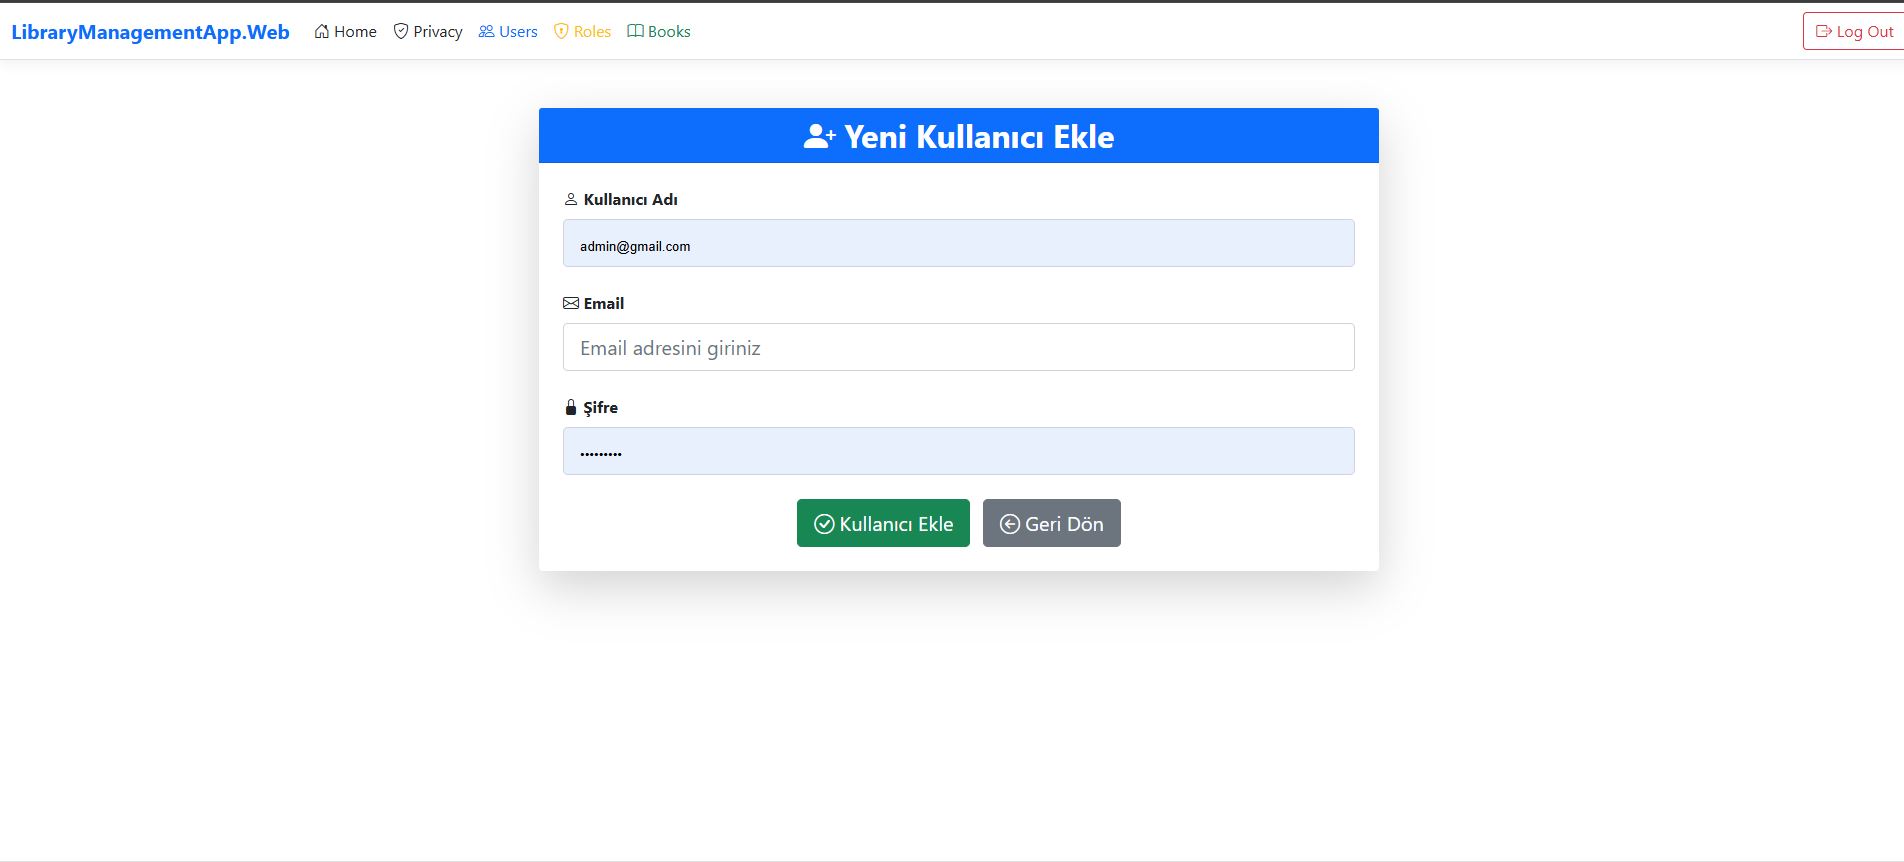 LibraryManagementApp.Web Home Privacy Users Roles Books Log Out
Yeni Kullanıcı Ekle
Kullanıcı Adı
admin@gmail.com
Email
Email adresini giriniz
Şifre
•••••••••
Kullanıcı Ekle Geri Dön